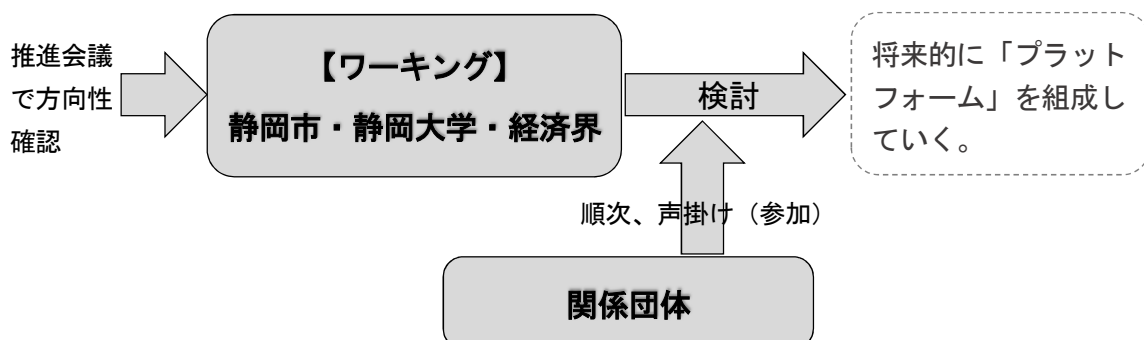 推進会議
で方向性
確認
【ワーキング】
静岡市・静岡大学・経済界
検討
将来的に「プラット
フォーム」を組成し
ていく。
順次、声掛け（参加）
関係団体